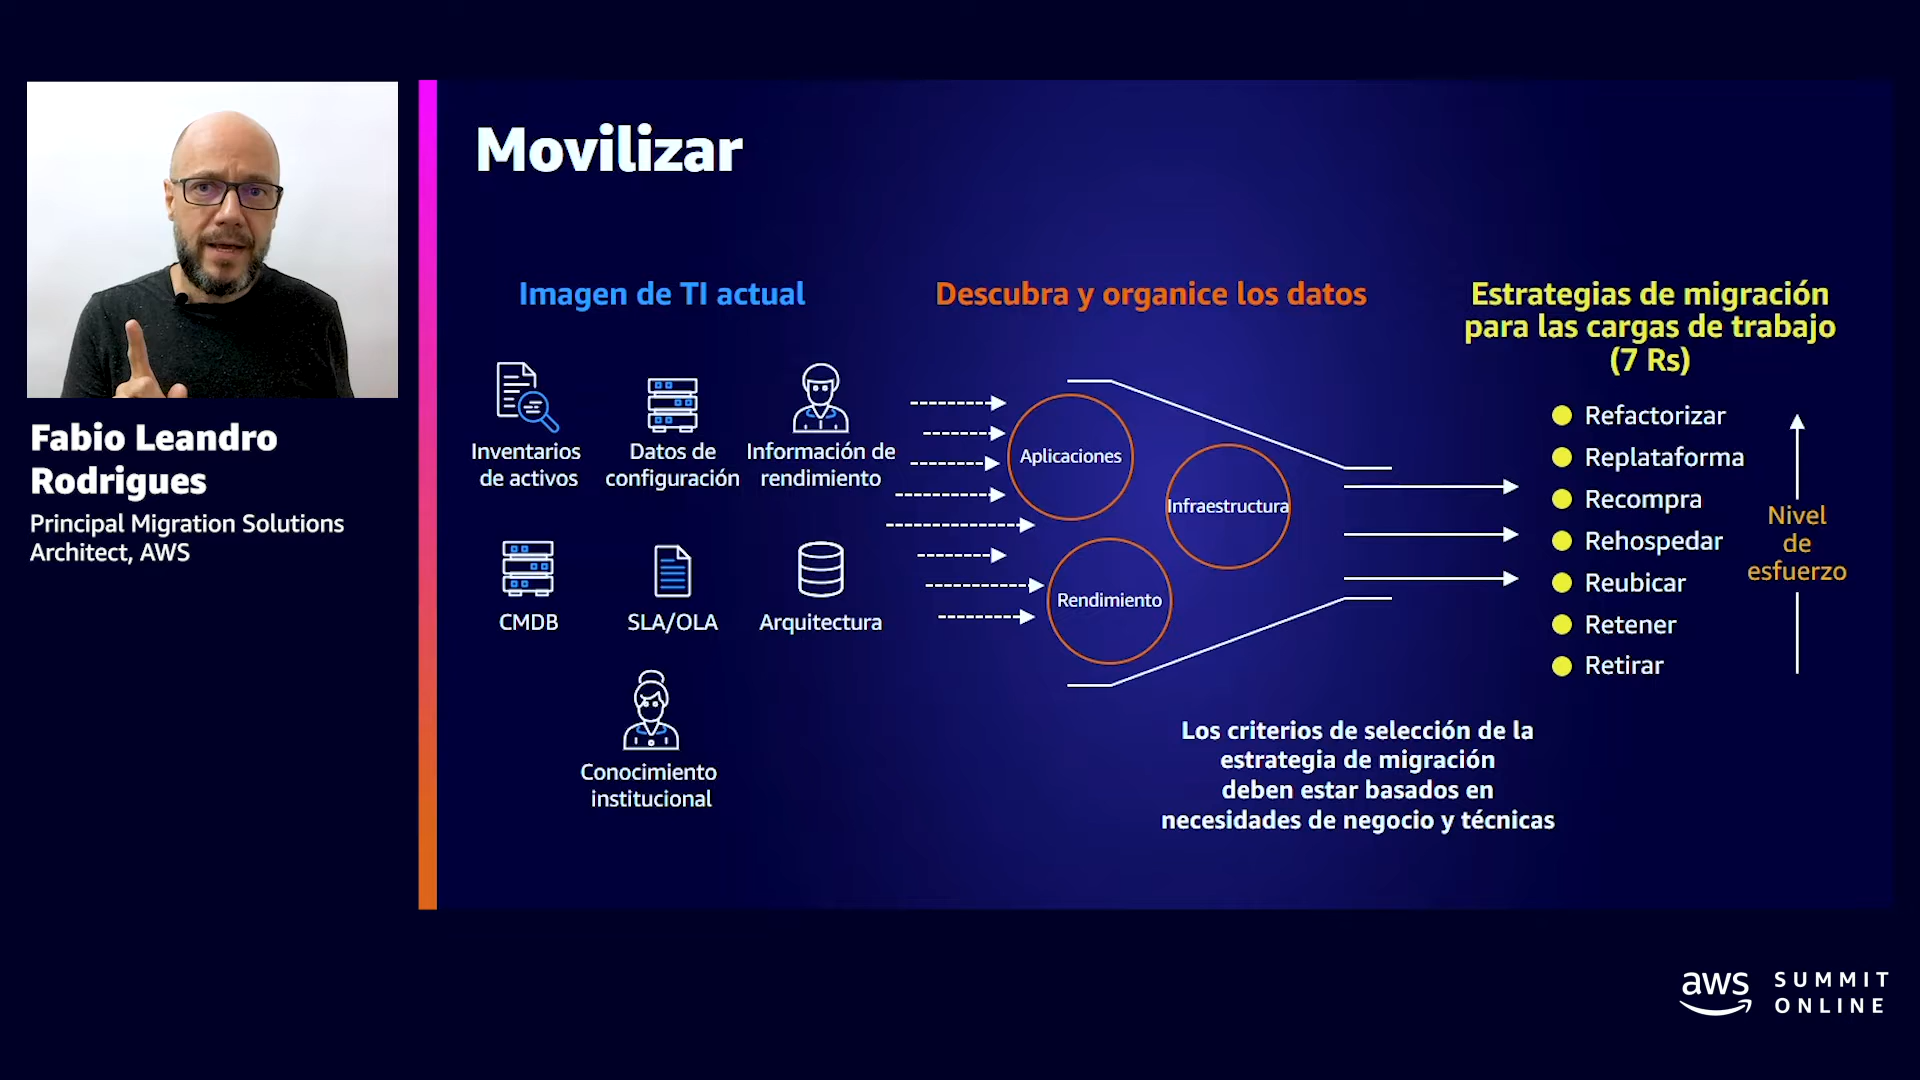 Movilizar
Fabio Leandro
Rodrigues
Principal Migration Solutions
Architect, AWS
Imagen de TI actual
Inventarios
de activos
Datos de
configuración
Información de
rendimiento
CMDB
SLA/OLA
Arquitectura
Conocimiento
institucional
Descubra y organice los datos
Aplicaciones
Infraestructura
Rendimiento
Estrategias de migración
para las cargas de trabajo
(7 Rs)
Refactorizar
Replataforma
Recompra
Rehospedar
Reubicar
Retener
Retirar
Nivel
de
esfuerzo
Los criterios de selección de la
estrategia de migración
deben estar basados en
necesidades de negocio y técnicas
aws
SUMMIT
ONLINE